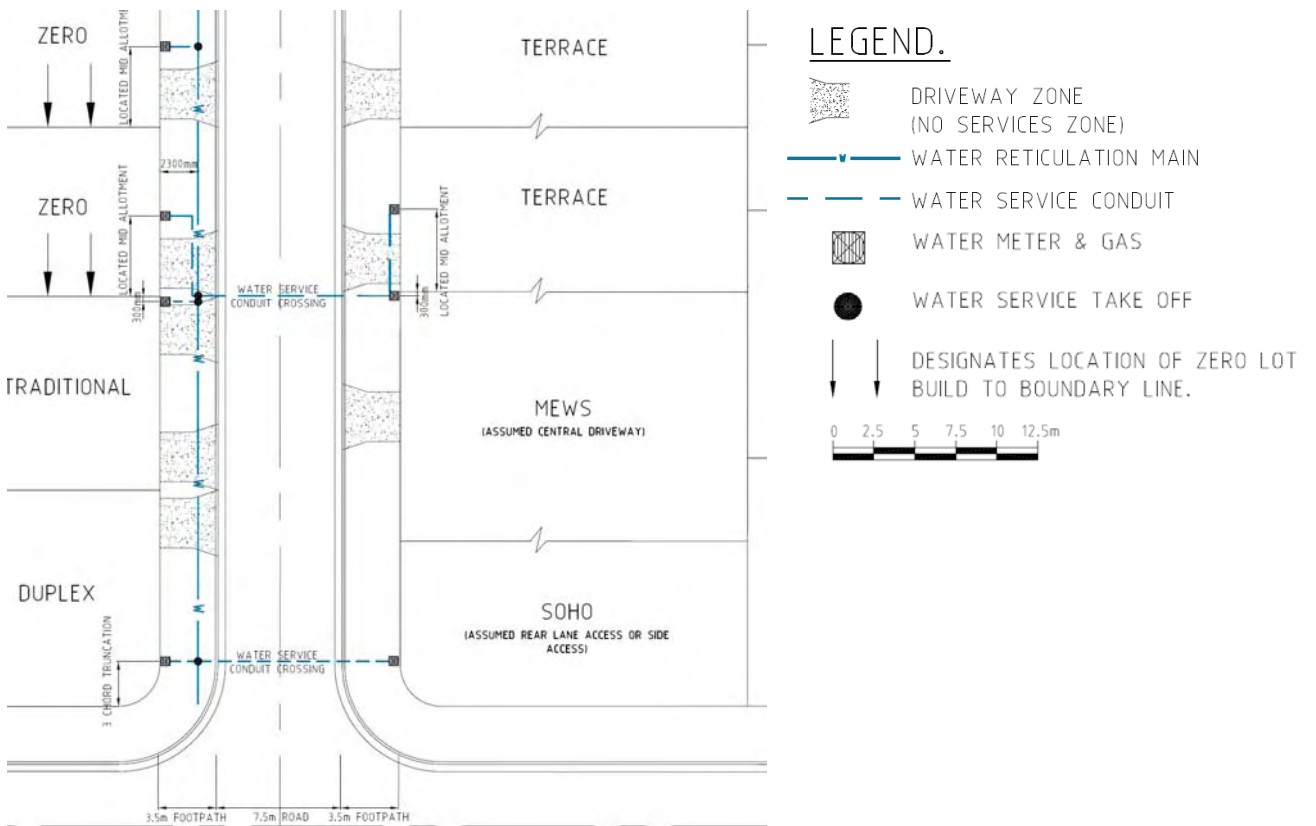 ZERO
LOCATED MID ALLOTMENT
TERRACE
W
2300mm
ZERO
LOCATED MID ALLOTMENT
W
300mm
WATER SERVICE
CONDUIT CROSSING
300mm
LOCATED MID ALLOTMENT
TERRACE
TRADITIONAL
W
MEWS
(ASSUMED CENTRAL DRIVEWAY)
W
DUPLEX
W
3 CHORD TRUNCATION
WATER SERVICE
CONDUIT CROSSING
SOHO
(ASSUMED REAR LANE ACCESS OR SIDE
ACCESS)
3.5m FOOTPATH
7.5m ROAD
3.5m FOOTPATH
LEGEND.
DRIVEWAY ZONE
(NO SERVICES ZONE)
W
WATER RETICULATION MAIN
WATER SERVICE CONDUIT
WATER METER & GAS
WATER SERVICE TAKE OFF
DESIGNATES LOCATION OF ZERO LOT
BUILD TO BOUNDARY LINE.
0 2.5 5 7.5 10 12.5m